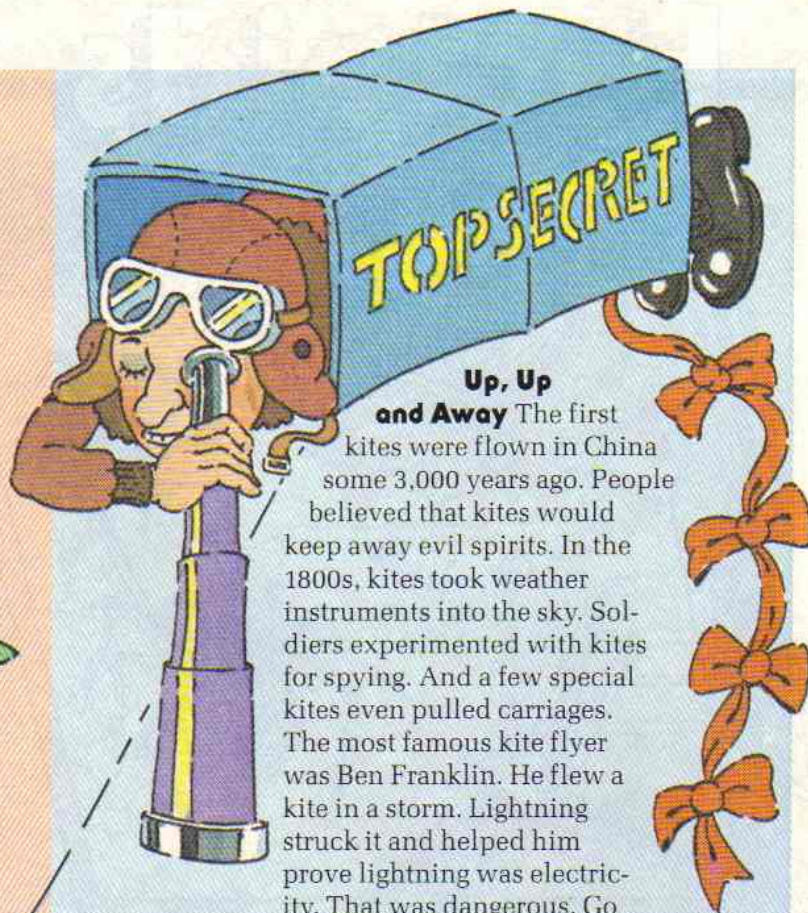 TOP SECRET
Up, Up
and Away The first
kites were flown in China
some 3,000 years ago. People
believed that kites would
keep away evil spirits. In the
1800s, kites took weather
instruments into the sky. Sol-
diers experimented with kites
for spying. And a few special
kites even pulled carriages.
The most famous kite flyer
was Ben Franklin. He flew a
kite in a storm. Lightning
struck it and helped him
prove lightning was electric-
ity. That was dangerous. Go